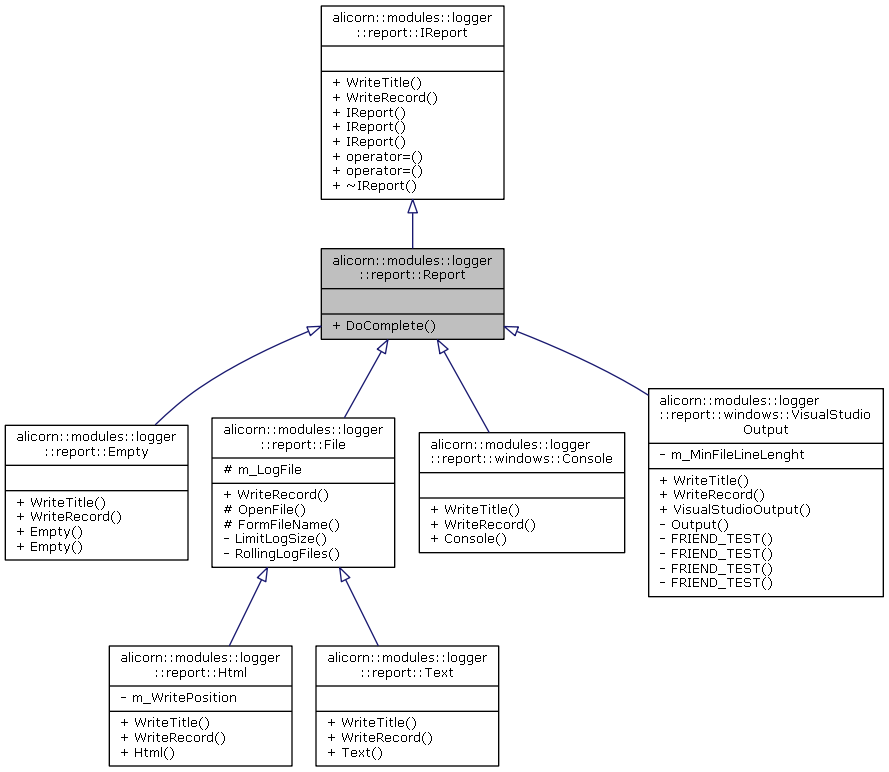 alicorn::modules::logger
::report::IReport
+ WriteTitle()
+ WriteRecord()
+ IReport()
+ IReport()
+ IReport()
+ operator=()
+ operator=()
+ ~IReport()
alicorn::modules::logger
::report::Report
+ DoComplete()
alicorn::modules::logger
::report::Empty
+ WriteTitle()
+ WriteRecord()
+ Empty()
+ Empty()
alicorn::modules::logger
::report::File
# m_LogFile
+ WriteRecord()
# OpenFile()
# FormFileName()
- LimitLogSize()
- RollingLogFiles()
alicorn::modules::logger
::report::windows::Console
+ WriteTitle()
+ WriteRecord()
+ Console()
alicorn::modules::logger
::report::windows::VisualStudio
Output
- m_MinFileLineLenght
+ WriteTitle()
+ WriteRecord()
+ VisualStudioOutput()
- Output()
- FRIEND_TEST()
- FRIEND_TEST()
- FRIEND_TEST()
- FRIEND_TEST()
alicorn::modules::logger
::report::Html
- m_WritePosition
+ WriteTitle()
+ WriteRecord()
+ Html()
alicorn::modules::logger
::report::Text
+ WriteTitle()
+ WriteRecord()
+ Text()